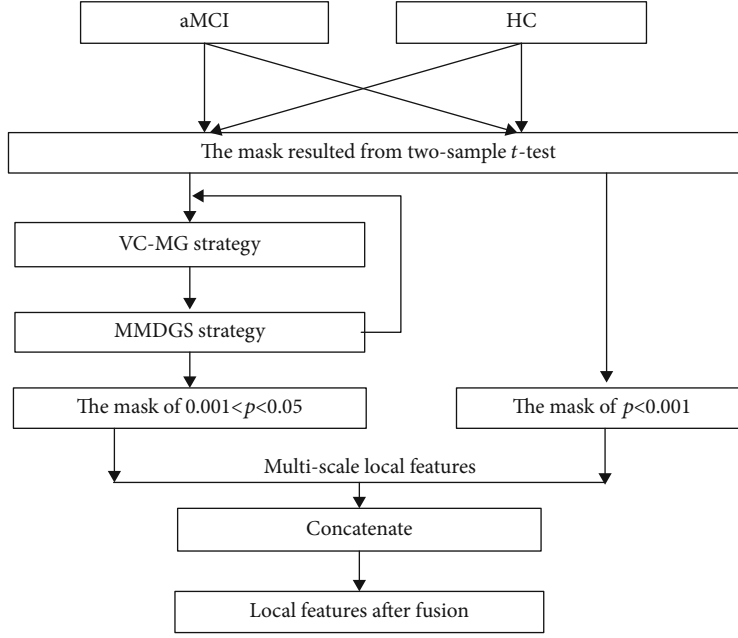 aMCI
HC
The mask resulted from two-sample t-test
VC-MG strategy
MMDGS strategy
The mask of 0.001<p<0.05
The mask of p<0.001
Multi-scale local features
Concatenate
Local features after fusion